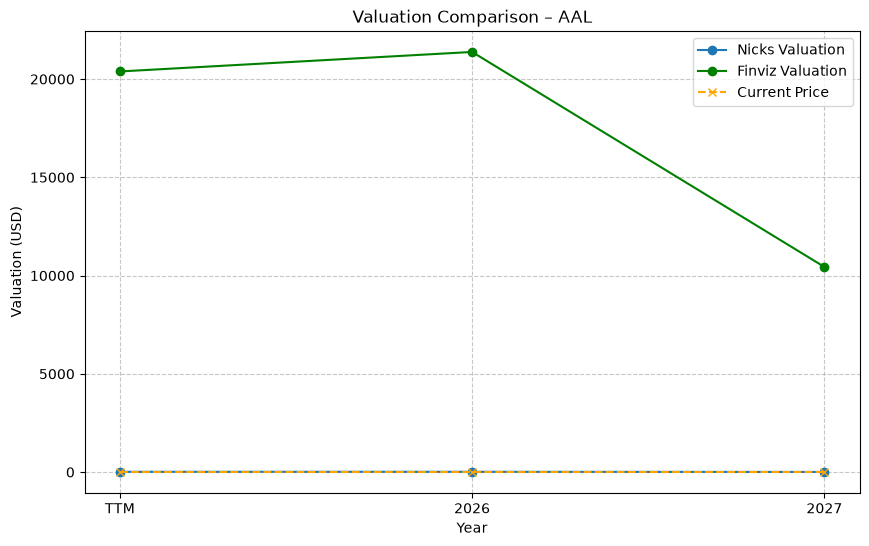 Valuation Comparison – AAL
Nicks Valuation
Finviz Valuation
Current Price
Valuation (USD)
20000
15000
10000
5000
0
TTM
2026
2027
Year